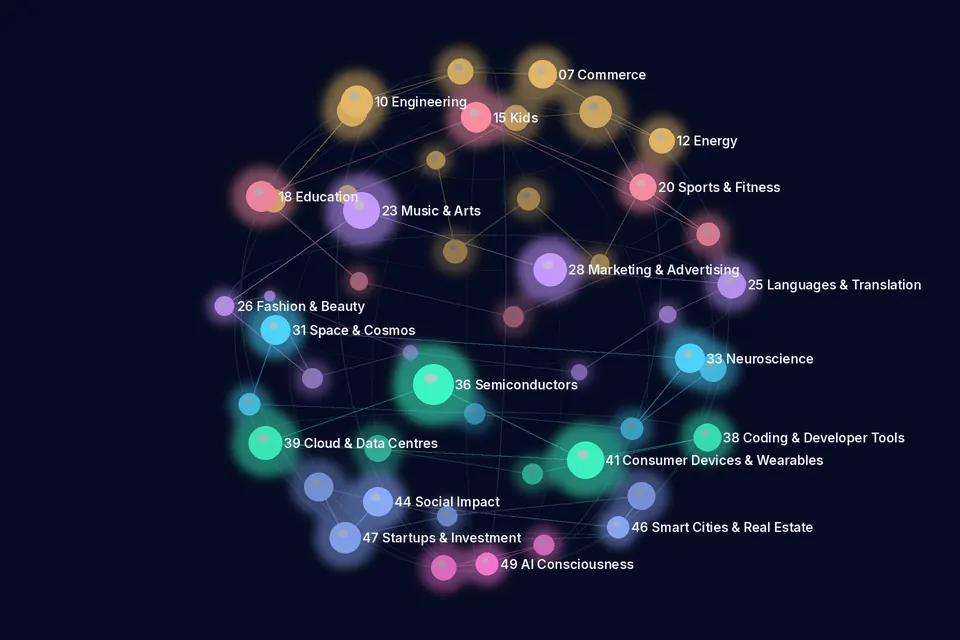 07 Commerce
10 Engineering
15 Kids
12 Energy
20 Sports & Fitness
18 Education
23 Music & Arts
28 Marketing & Advertising
25 Languages & Translation
26 Fashion & Beauty
31 Space & Cosmos
33 Neuroscience
36 Semiconductors
38 Coding & Developer Tools
39 Cloud & Data Centres
41 Consumer Devices & Wearables
44 Social Impact
46 Smart Cities & Real Estate
47 Startups & Investment
49 AI Consciousness